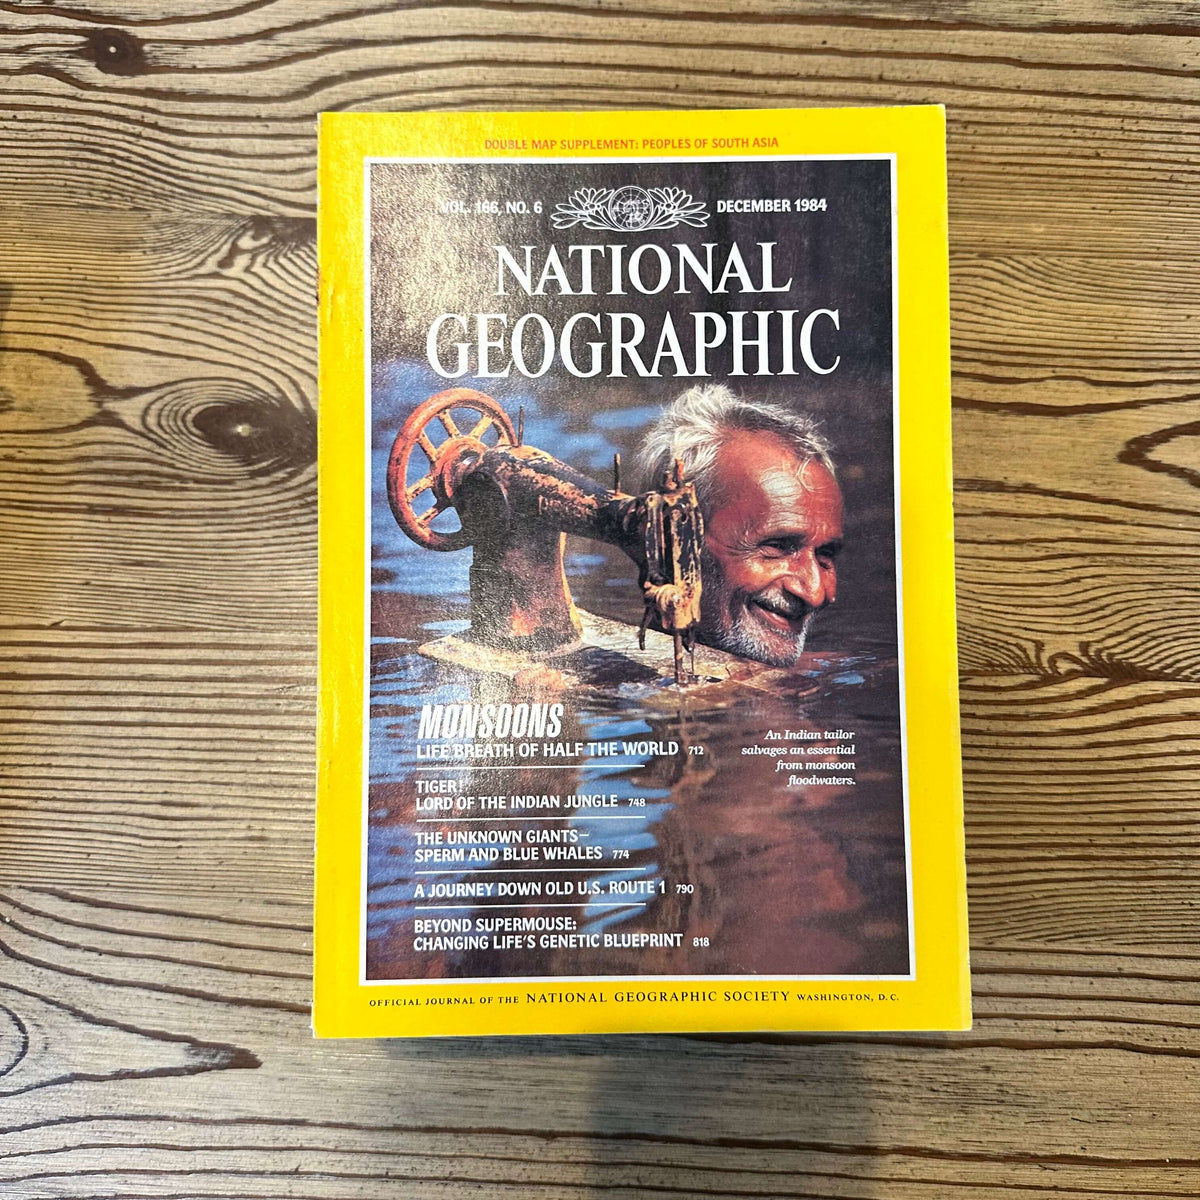 DOUBLE MAP SUPPLEMENT: PEOPLES OF SOUTH ASIA
VOL. 166, NO. 6
DECEMBER 1984
NATIONAL
GEOGRAPHIC
MONSOONS
LIFE BREATH OF HALF THE WORLD 712
TIGER!
LORD OF THE INDIAN JUNGLE 748
THE UNKNOWN GIANTS—
SPERM AND BLUE WHALES 774
A JOURNEY DOWN OLD U.S. ROUTE 1 790
BEYOND SUPERMOUSE:
CHANGING LIFE'S GENETIC BLUEPRINT 818
An Indian tailor
salvages an essential
from monsoon
floodwaters.
OFFICIAL JOURNAL OF THE NATIONAL GEOGRAPHIC SOCIETY WASHINGTON, D.C.